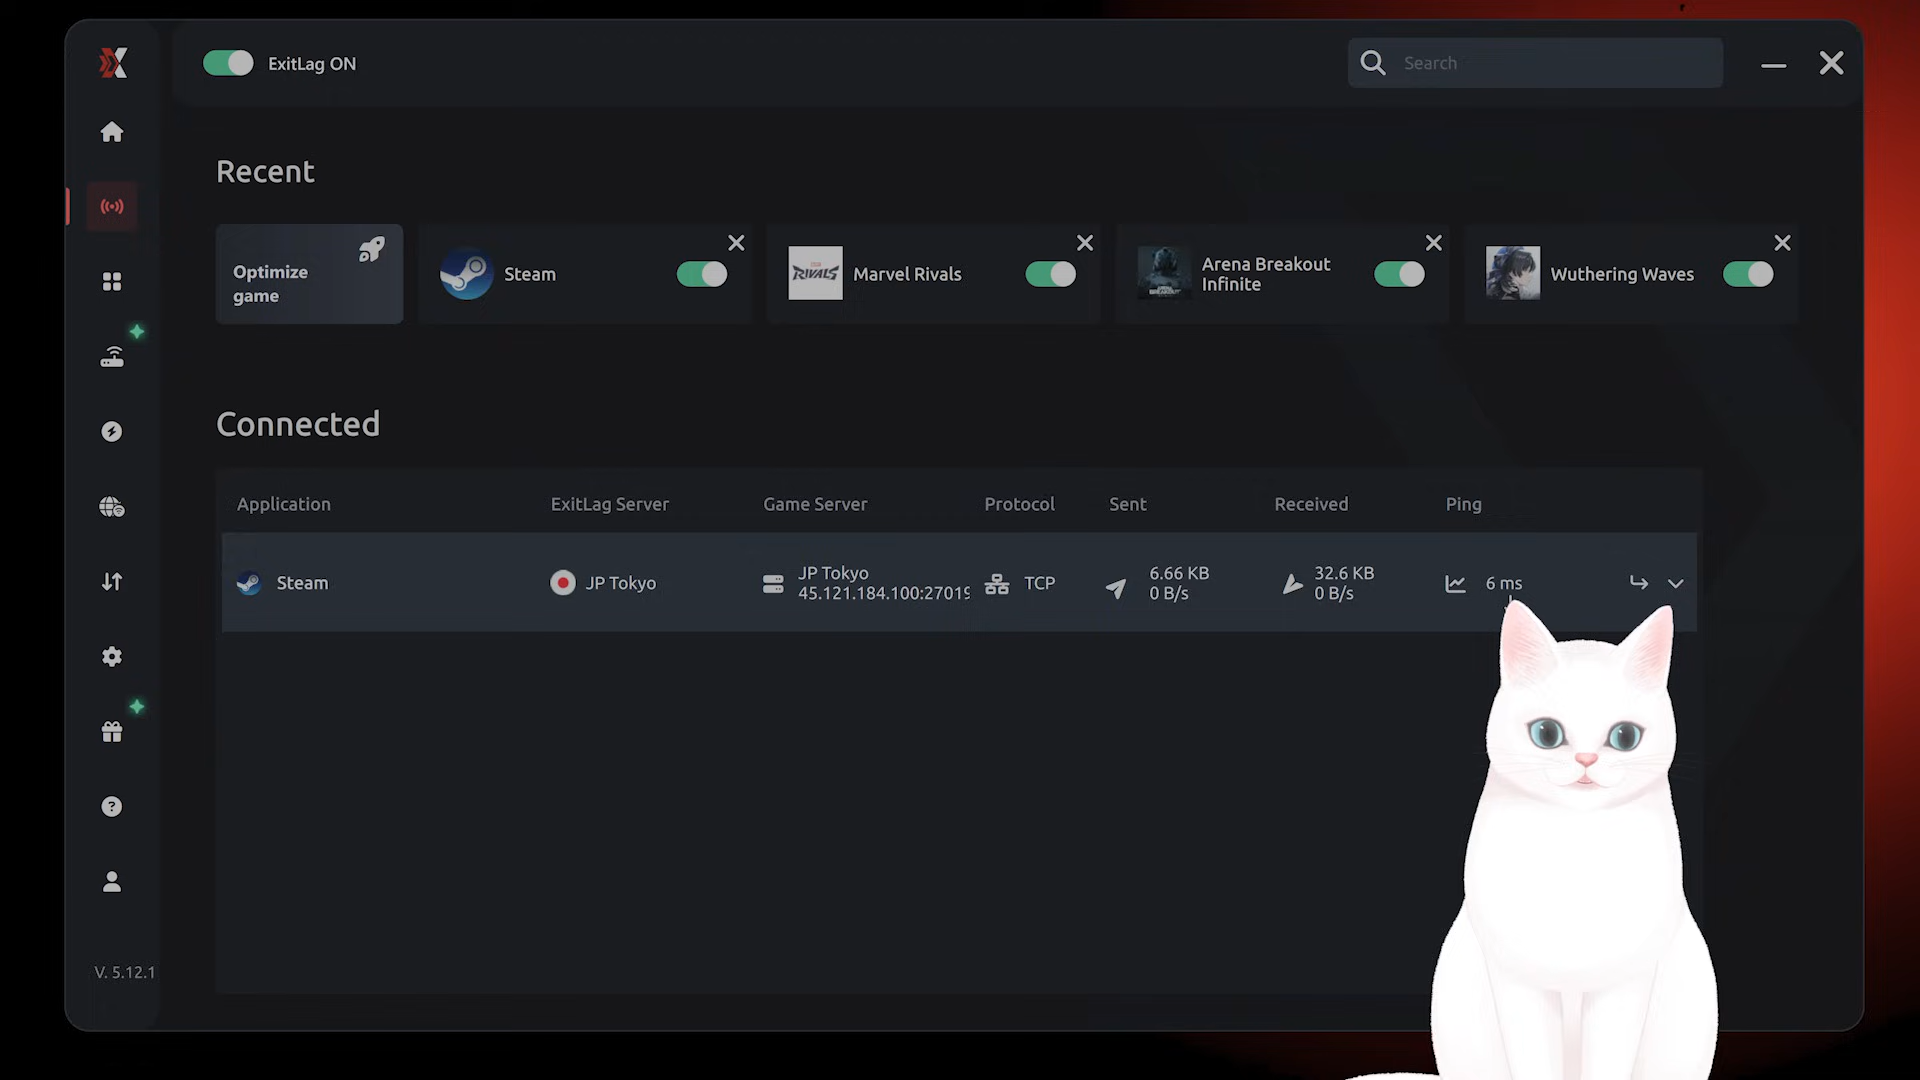 ExitLag ON
Search
Recent
Optimize
game
Steam
RIVALS
Marvel Rivals
Arena Breakout
Infinite
Wuthering Waves
Connected
Application
ExitLag Server
Game Server
Protocol
Sent
Received
Ping
Steam
JP Tokyo
JP Tokyo
45.121.184.100:27019
TCP
6.66 KB
0 B/s
32.6 KB
0 B/s
6 ms
V. 5.12.1